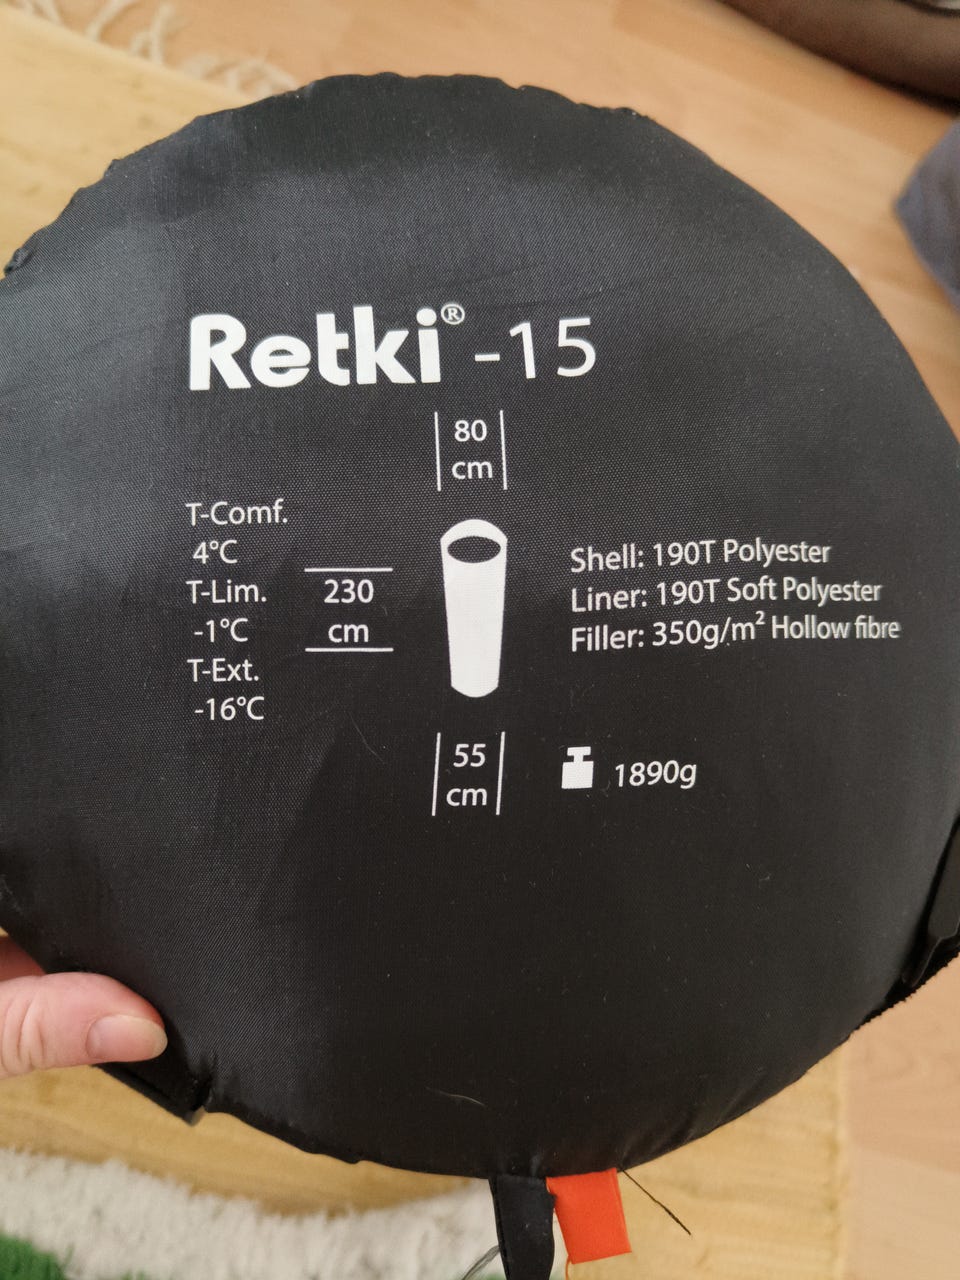 Retki® -15
80
cm
T-Comf.
4°C
T-Lim.
-1°C
T-Ext.
-16°C
230
cm
Shell: 190T Polyester
Liner: 190T Soft Polyester
Filler: 350g/m² Hollow fibre
55
cm
1890g